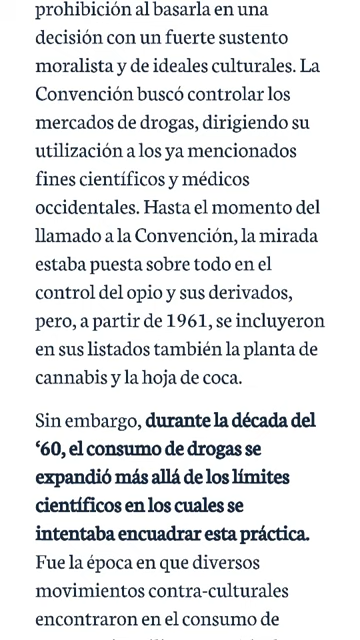 prohibición al basarla en una
decisión con un fuerte sustento
moralista y de ideales culturales. La
Convención buscó controlar los
mercados de drogas, dirigiendo su
utilización a los ya mencionados
fines científicos y médicos
occidentales. Hasta el momento del
llamado a la Convención, la mirada
estaba puesta sobre todo en el
control del opio y sus derivados,
pero, a partir de 1961, se incluyeron
en sus listados también la planta de
cannabis y la hoja de coca.
Sin embargo, durante la década del
‘60, el consumo de drogas se
expandió más allá de los límites
científicos en los cuales se
intentaba encuadrar esta práctica.
Fue la época en que diversos
movimientos contra-culturales
encontraron en el consumo de